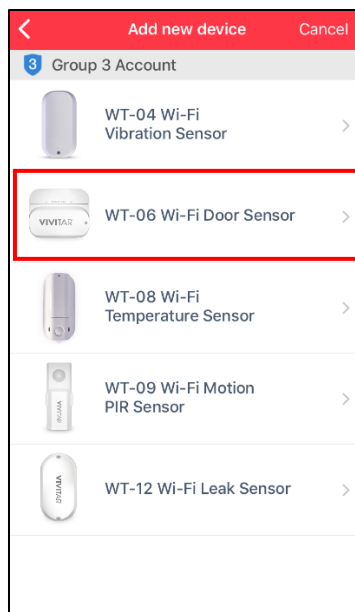 Add new device Cancel
3 Group 3 Account
WT-04 Wi-Fi
Vibration Sensor
VIVITAR
WT-06 Wi-Fi Door Sensor
WT-08 Wi-Fi
Temperature Sensor
VIVITAR
WT-09 Wi-Fi Motion
PIR Sensor
VIVITAR
WT-12 Wi-Fi Leak Sensor